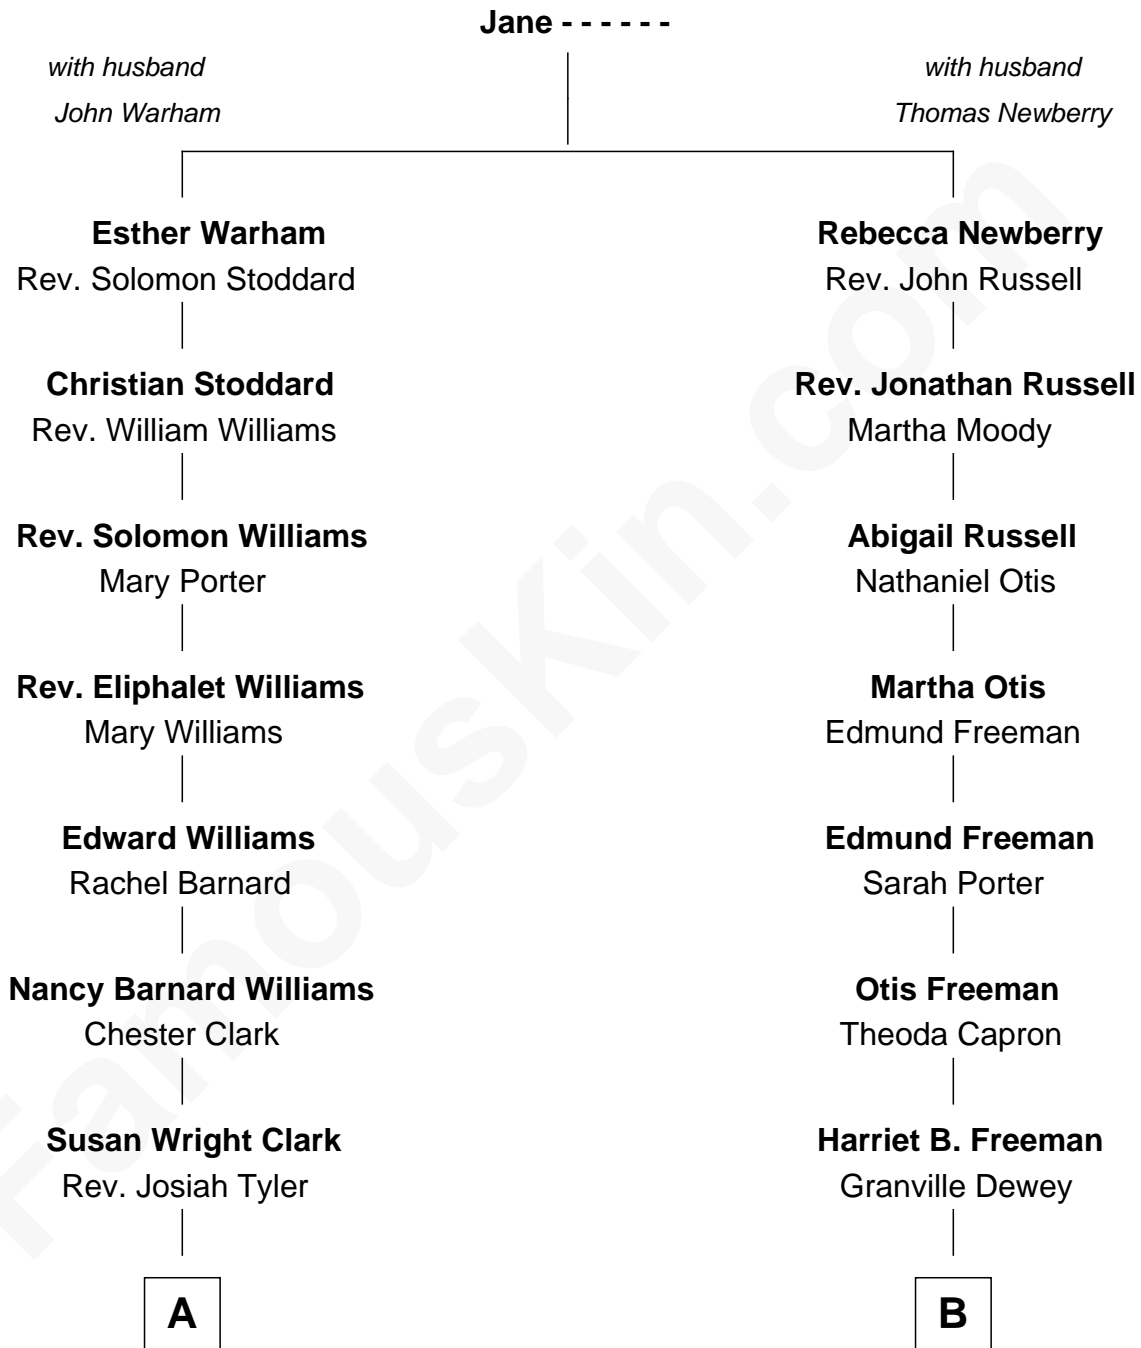 Jane - - - - - -
with husband
John Warham
with husband
Thomas Newberry
Esther Warham
Rev. Solomon Stoddard
Rebecca Newberry
Rev. John Russell
Christian Stoddard
Rev. William Williams
Rev. Jonathan Russell
Martha Moody
Rev. Solomon Williams
Mary Porter
Abigail Russell
Nathaniel Otis
Rev. Eliphalet Williams
Mary Williams
Martha Otis
Edmund Freeman
Edward Williams
Rachel Barnard
Edmund Freeman
Sarah Porter
Nancy Barnard Williams
Chester Clark
Otis Freeman
Theoda Capron
Susan Wright Clark
Rev. Josiah Tyler
Harriet B. Freeman
Granville Dewey
A
B
FamousKin.com